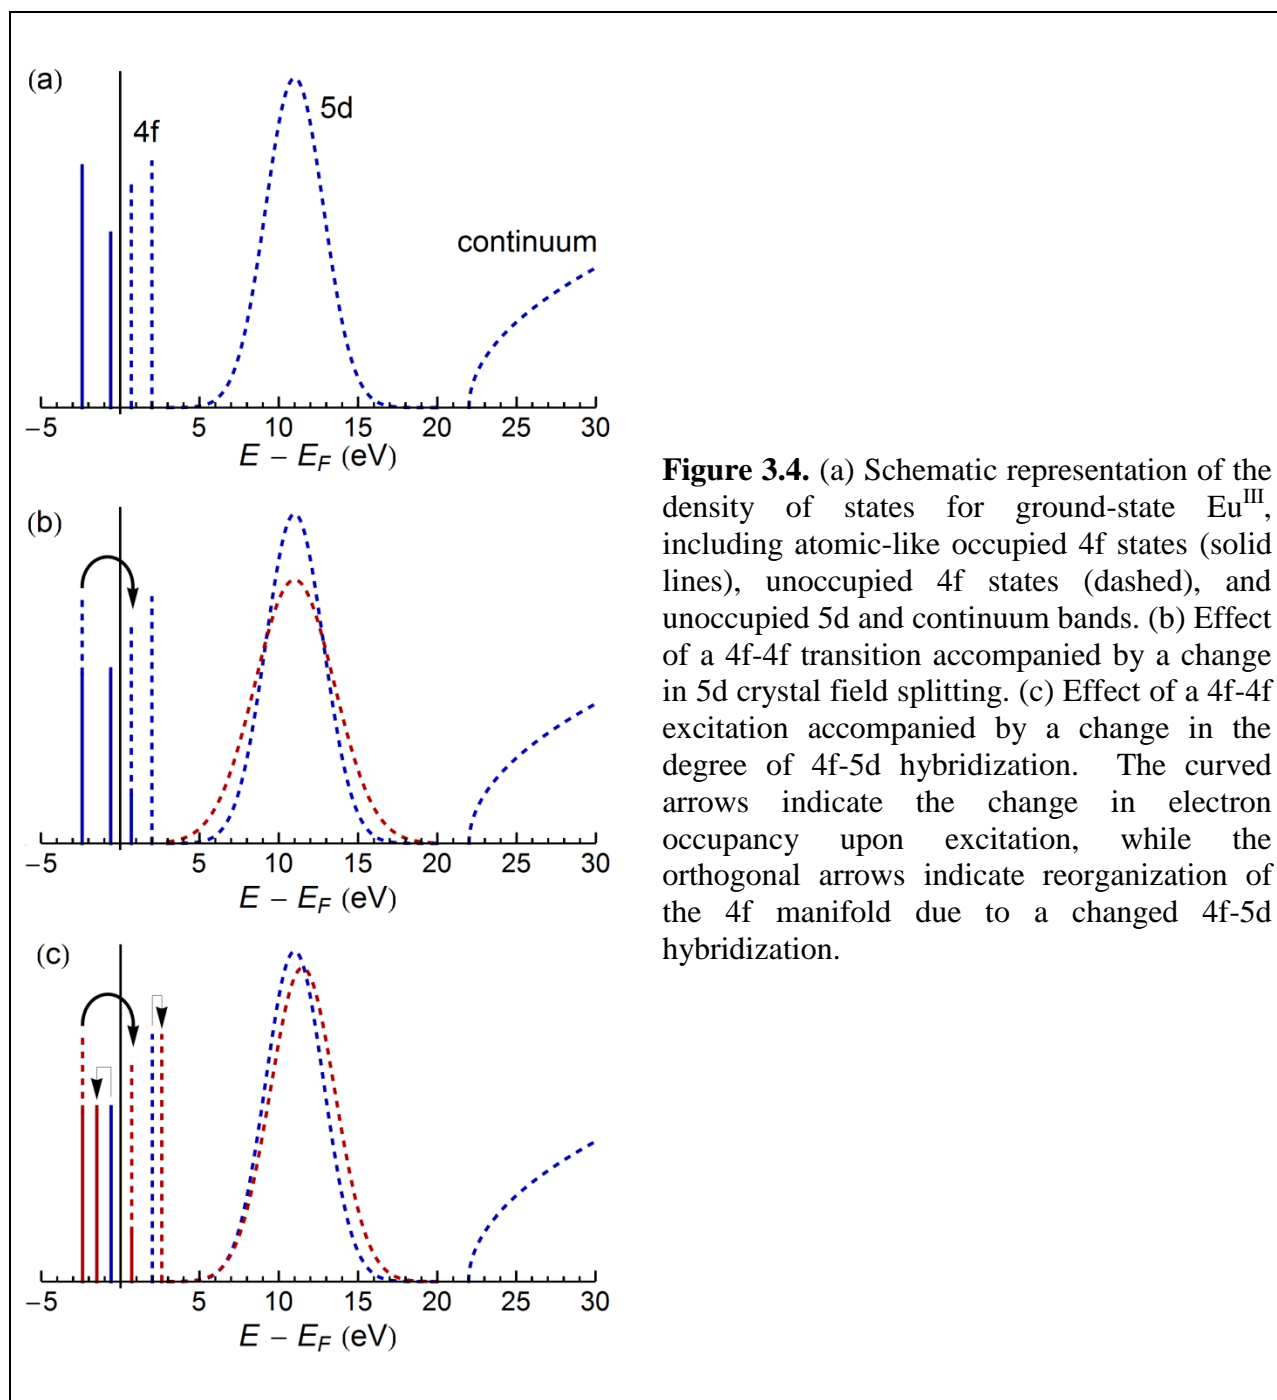 (a)
4f
5d
continuum
−5 5 10 15 20 25 30
E − E_F (eV)
(b)
−5 5 10 15 20 25 30
E − E_F (eV)
(c)
−5 5 10 15 20 25 30
E − E_F (eV)
Figure 3.4. (a) Schematic representation of the
density of states for ground-state Eu^III,
including atomic-like occupied 4f states (solid
lines), unoccupied 4f states (dashed), and
unoccupied 5d and continuum bands. (b) Effect
of a 4f-4f transition accompanied by a change
in 5d crystal field splitting. (c) Effect of a 4f-4f
excitation accompanied by a change in the
degree of 4f-5d hybridization. The curved
arrows indicate the change in electron
occupancy upon excitation, while the
orthogonal arrows indicate reorganization of
the 4f manifold due to a changed 4f-5d
hybridization.